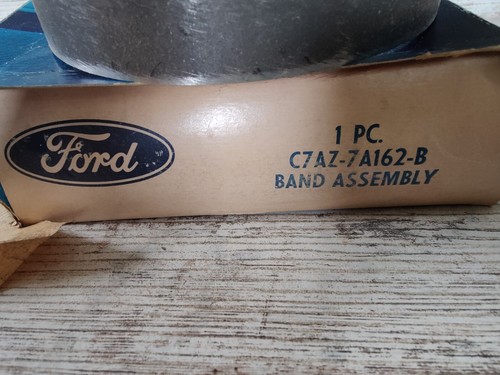 Ford
1 PC.
C7AZ-7A162-B
BAND ASSEMBLY